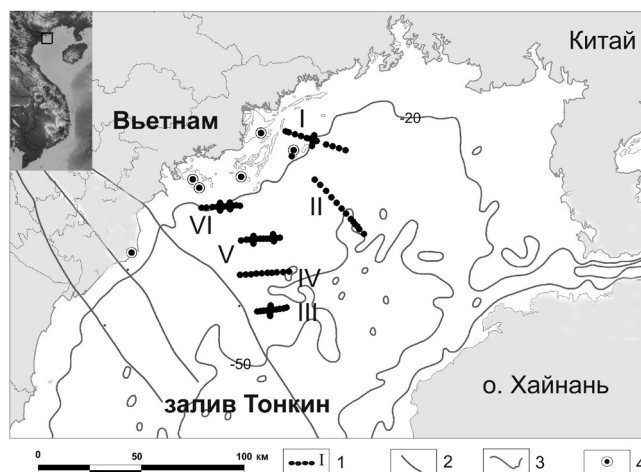 Китай
-20
I
Вьетнам
II
VI
V
IV
III
-50
о. Хайнань
залив Тонкин
0 50 100 км
I 1 2 3 4